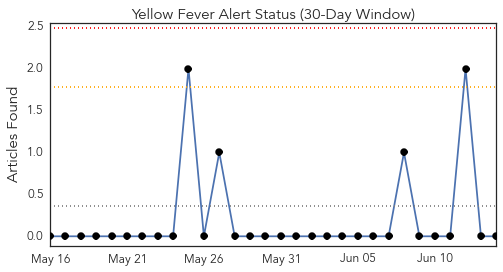 Yellow Fever Alert Status (30-Day Window)
Articles Found
2.5
2.0
1.5
1.0
0.5
0.0
May 16 May 21 May 26 May 31 Jun 05 Jun 10